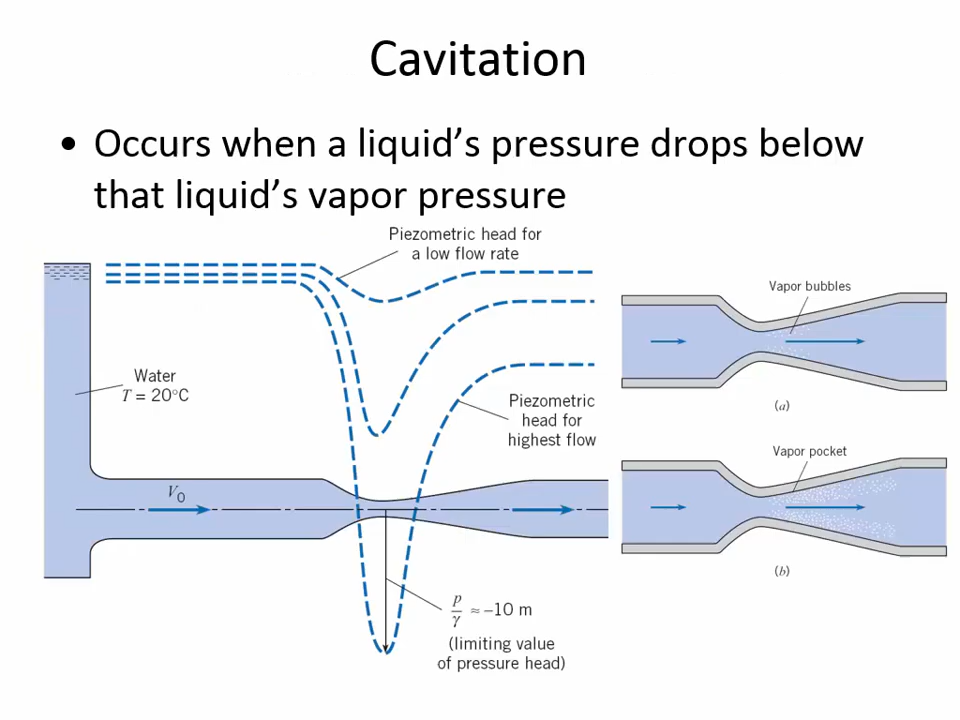 Cavitation
• Occurs when a liquid’s pressure drops below
that liquid’s vapor pressure
Piezometric head for
a low flow rate
Water
T = 20°C
Piezometric
head for
highest flow
V0
p/γ ≈ –10 m
(limiting value
of pressure head)
Vapor bubbles
(a)
Vapor pocket
(b)